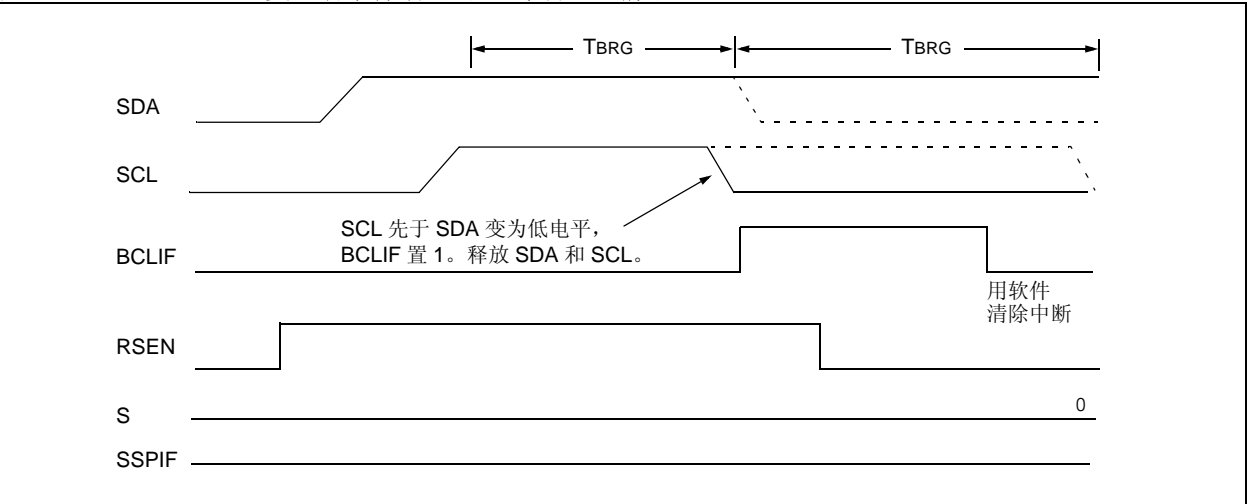 TBRG
TBRG
SDA
SCL
SCL 先于 SDA 变为低电平，
BCLIF 置 1。释放 SDA 和 SCL。
BCLIF
用软件
清除中断
RSEN
S
0
SSPIF